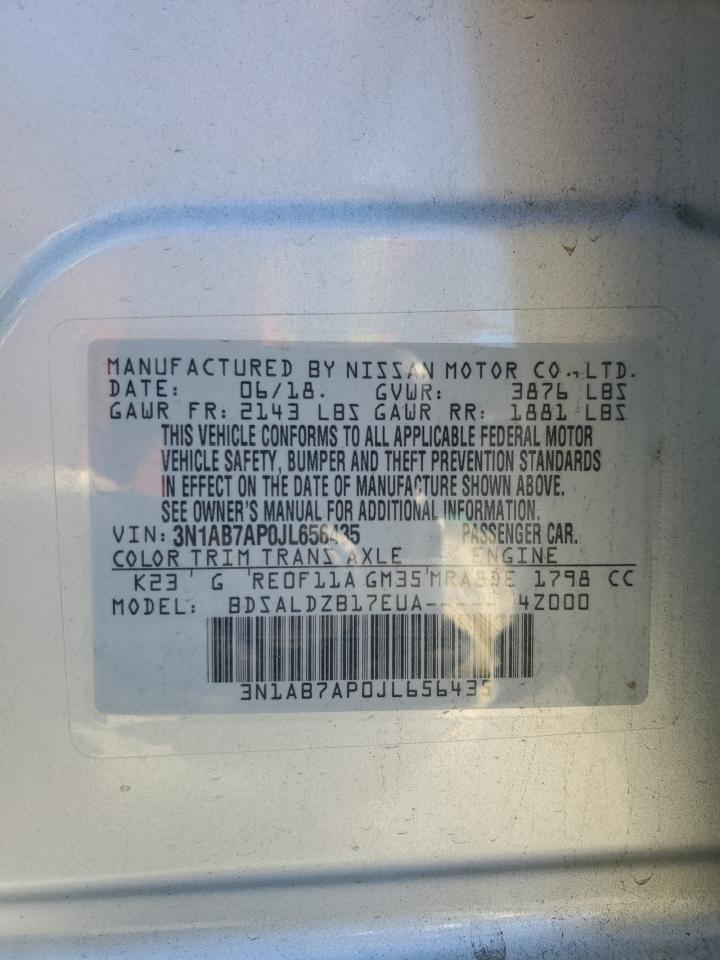 MANUFACTURED BY NISSAN MOTOR CO., LTD.
DATE: 06/18. GVWR: 3876 LBS
GAWR FR: 2143 LBS GAWR RR: 1881 LBS
THIS VEHICLE CONFORMS TO ALL APPLICABLE FEDERAL MOTOR
VEHICLE SAFETY, BUMPER AND THEFT PREVENTION STANDARDS
IN EFFECT ON THE DATE OF MANUFACTURE SHOWN ABOVE.
SEE OWNER'S MANUAL FOR ADDITIONAL INFORMATION.
VIN: 3N1AB7AP0JL656435 PASSENGER CAR.
COLOR TRIM TRANS AXLE ENGINE
K23 G RE0F11A GM35 MRA8DE 1798 CC
MODEL: BDSALDZB17EUA----- 4Z000
3N1AB7AP0JL656435